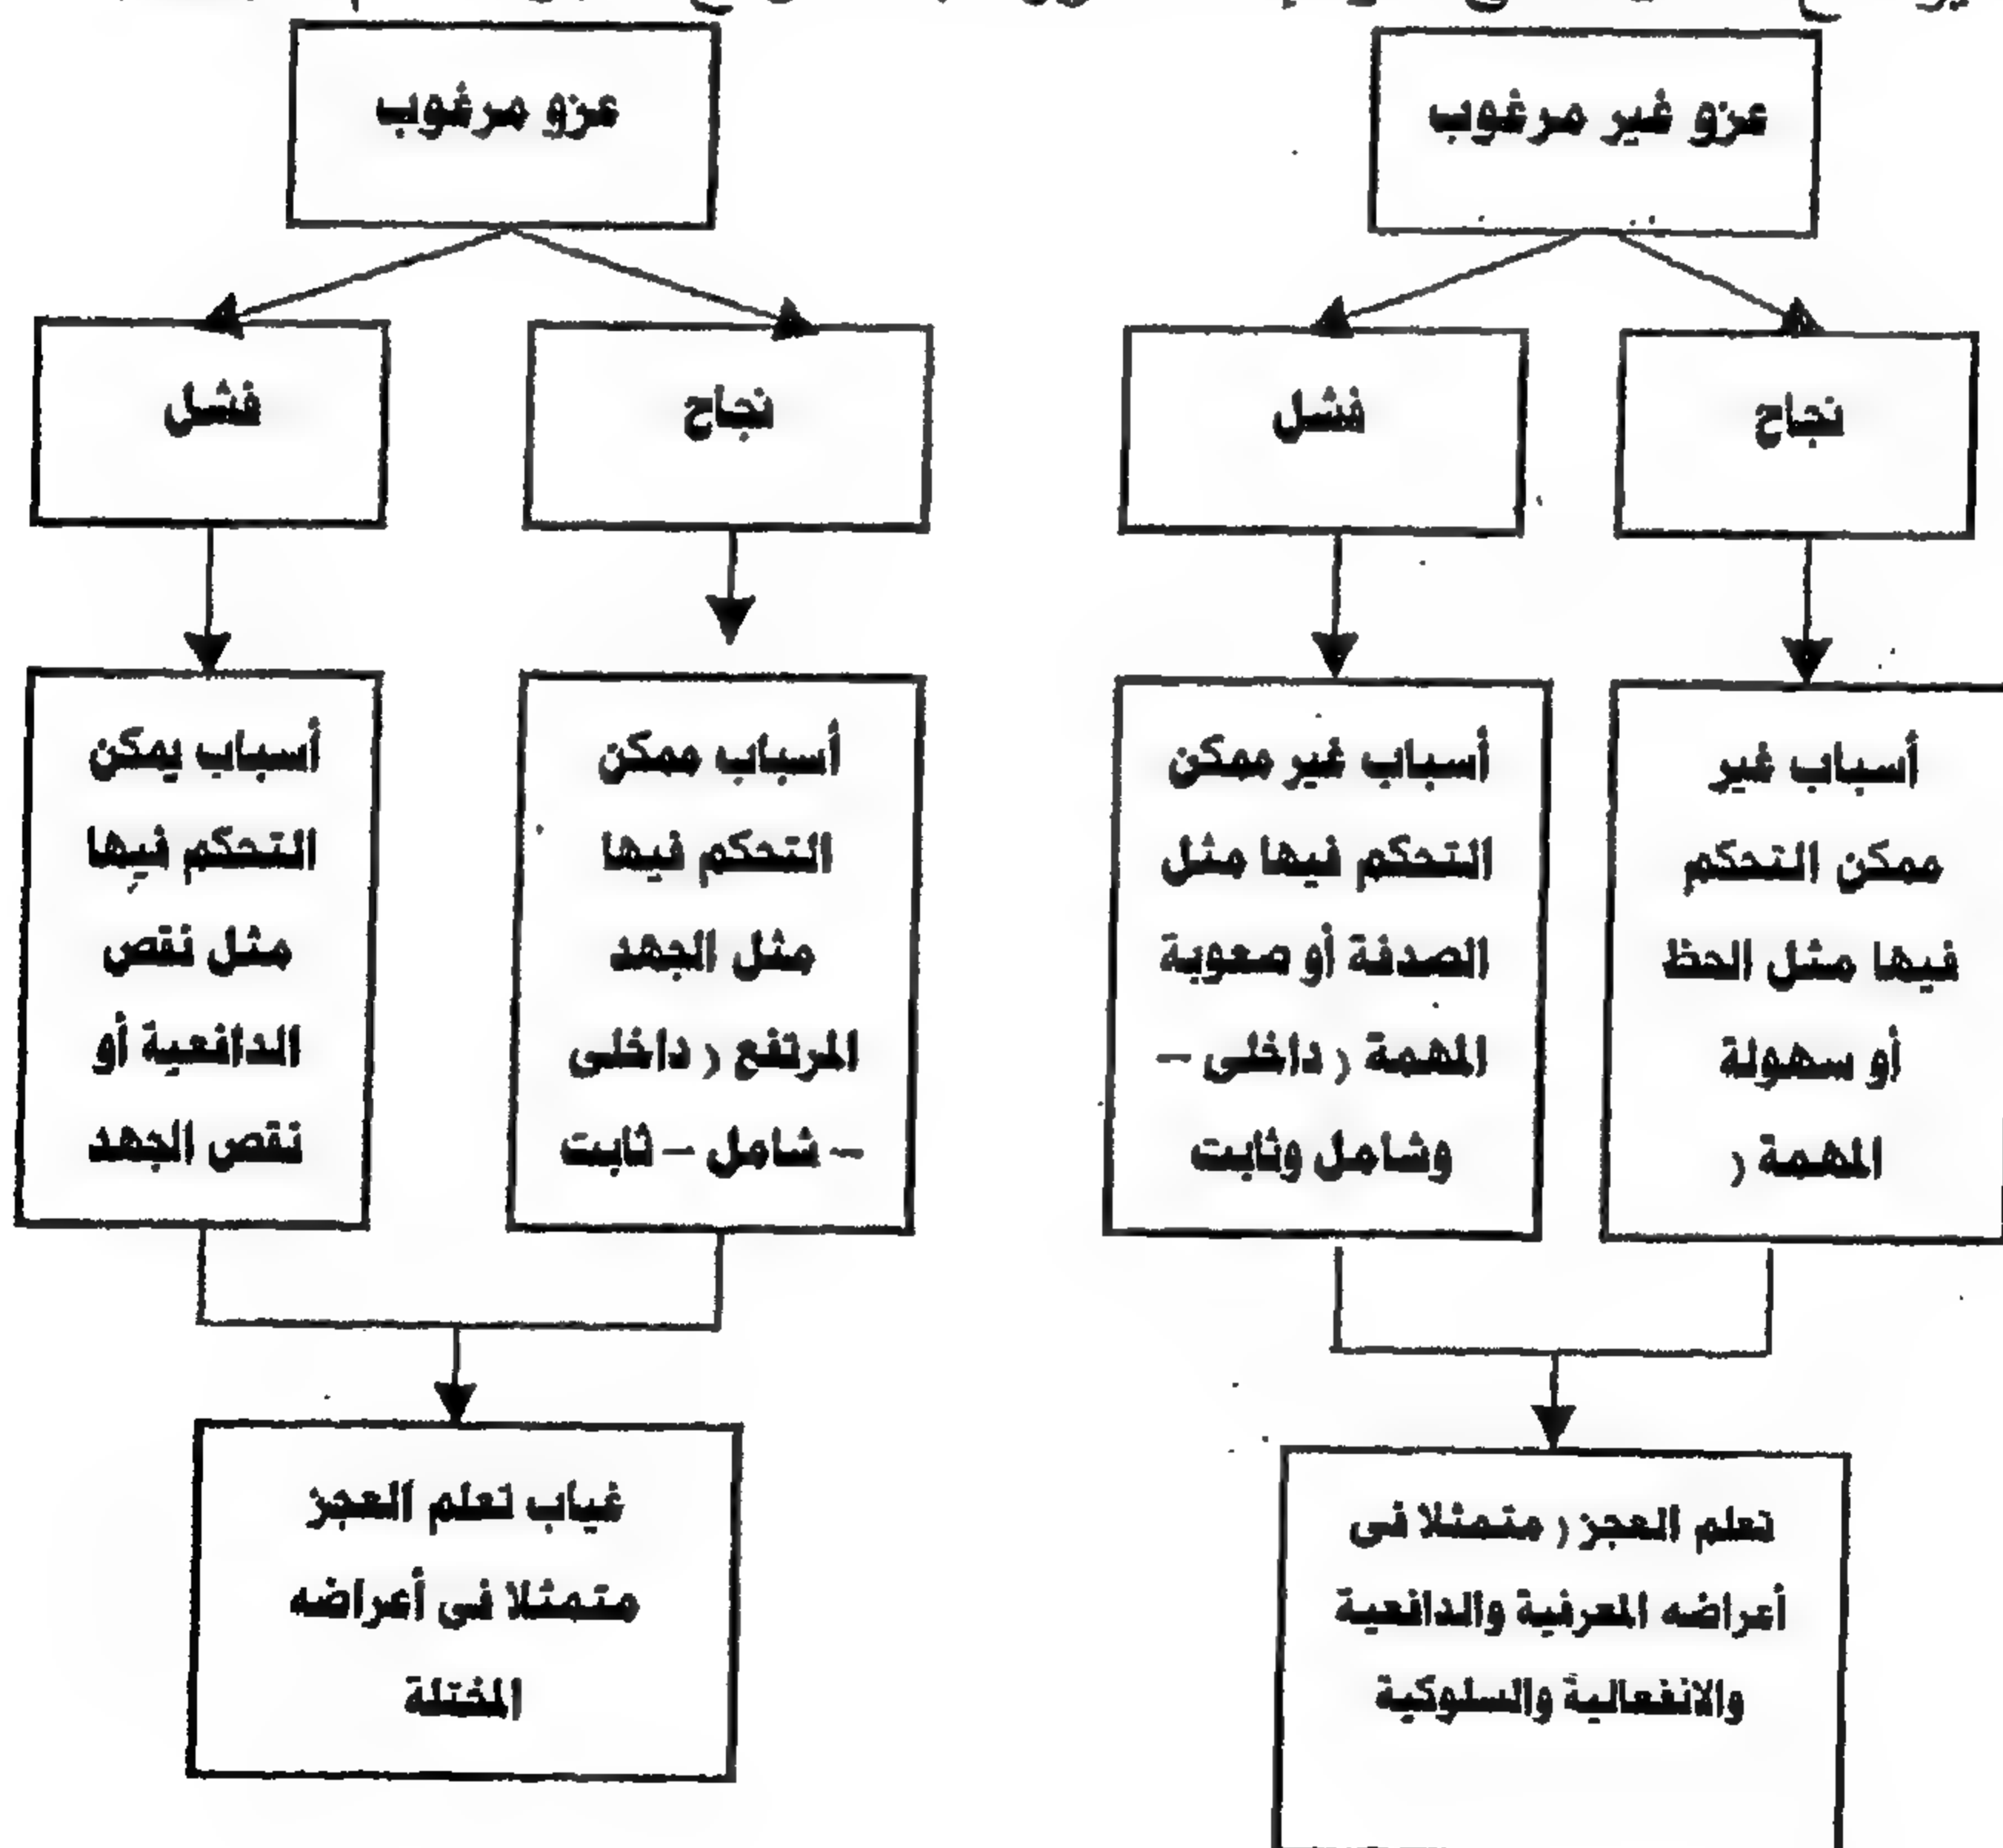 عزو غير مرغوب
نجاح
فشل
أسباب غير
ممكن التحكم
فيها مثل الحظ
أو سهولة
المهمة (
أسباب غير ممكن
التحكم فيها مثل
الصدفة أو صعوبة
المهمة ( داخلى –
وشامل وثابت
تعلم العجز ( متمثلا فى
أعراضه المعرفية والدافعية
والانفعالية والسلوكية
عزو مرغوب
نجاح
فشل
أسباب ممكن
التحكم فيها
مثل الجهد
المرتفع ( داخلى
– شامل – ثابت
أسباب يمكن
التحكم فيها
مثل نقص
الدافعية أو
نقص الجهد
غياب تعلم العجز
متمثلا فى أعراضه
المختلة